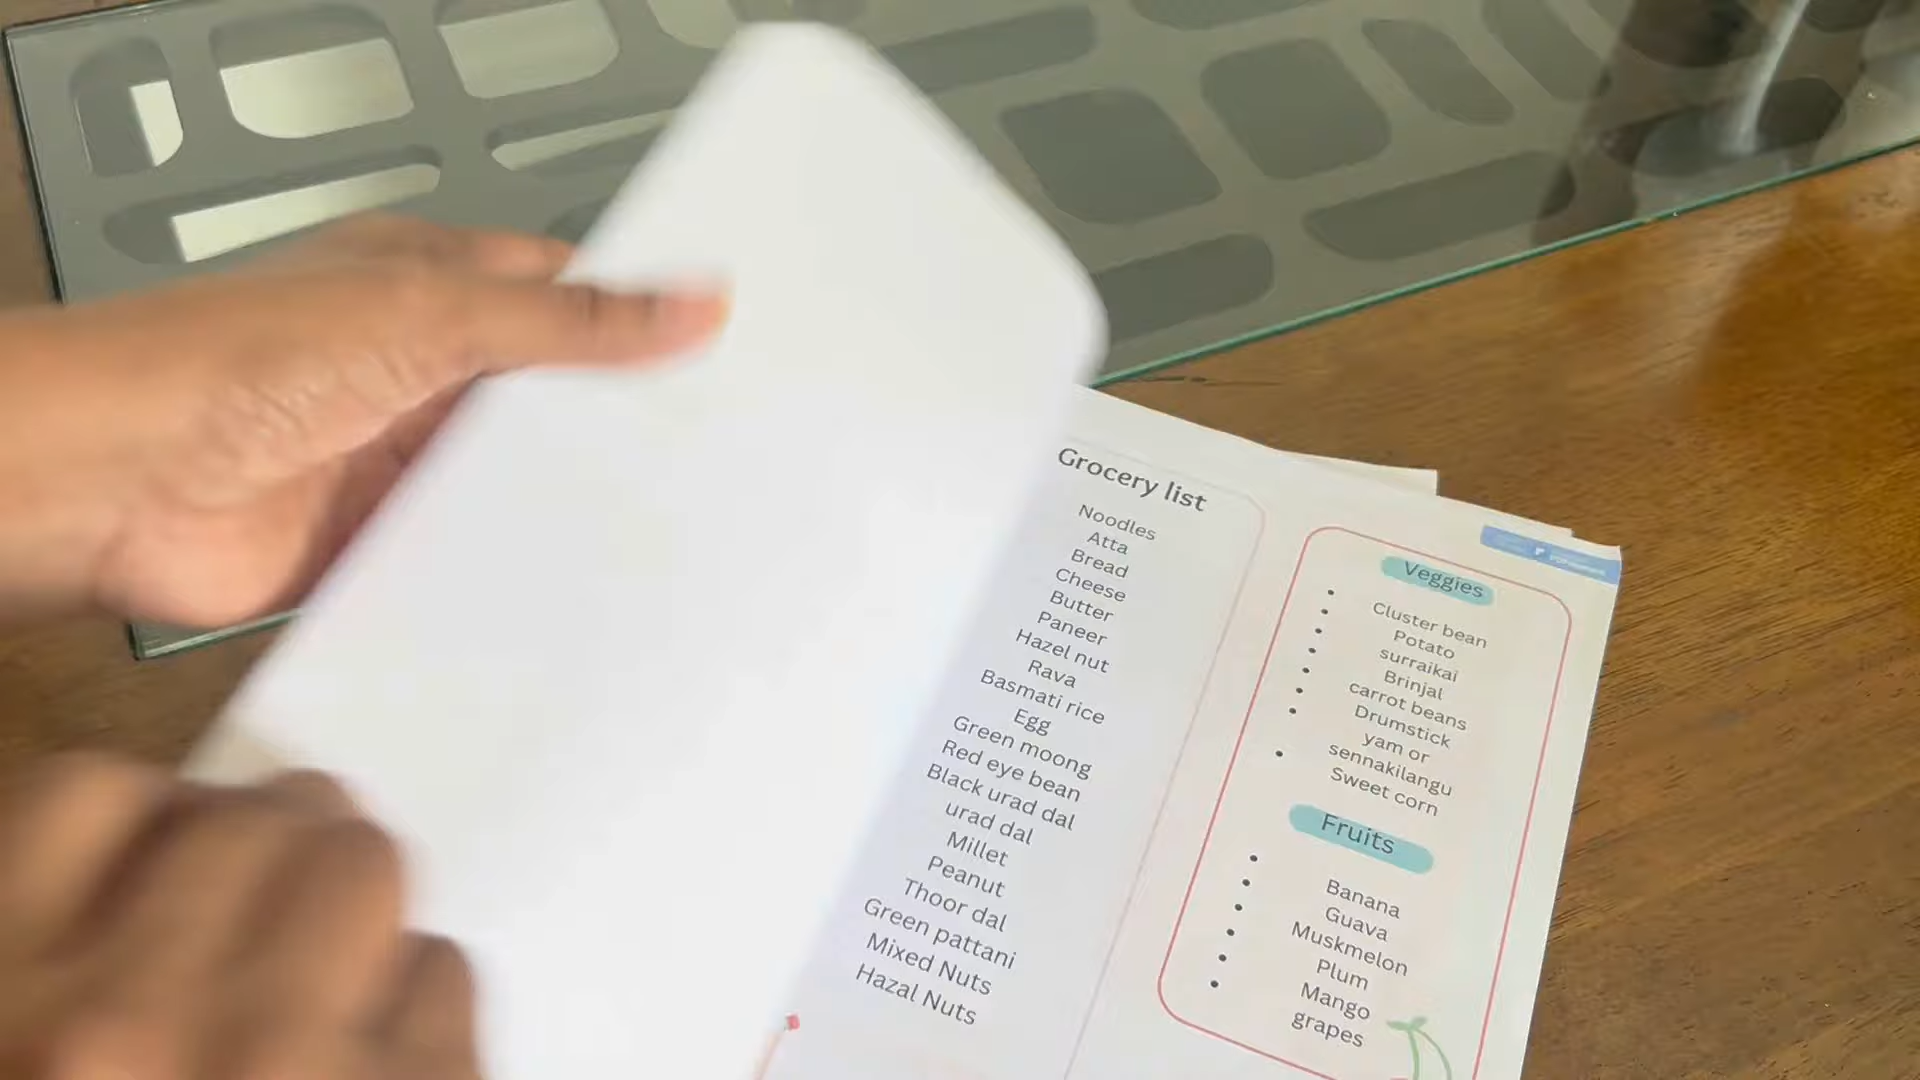 Grocery list
Noodles
Atta
Bread
Cheese
Butter
Paneer
Hazel nut
Rava
Basmati rice
Egg
Green moong
Red eye bean
Black urad dal
urad dal
Millet
Peanut
Thoor dal
Green pattani
Mixed Nuts
Hazal Nuts
Veggies
Cluster bean
Potato
surraikai
Brinjal
carrot beans
Drumstick
yam or
sennakilangu
Sweet corn
Fruits
Banana
Guava
Muskmelon
Plum
Mango
grapes